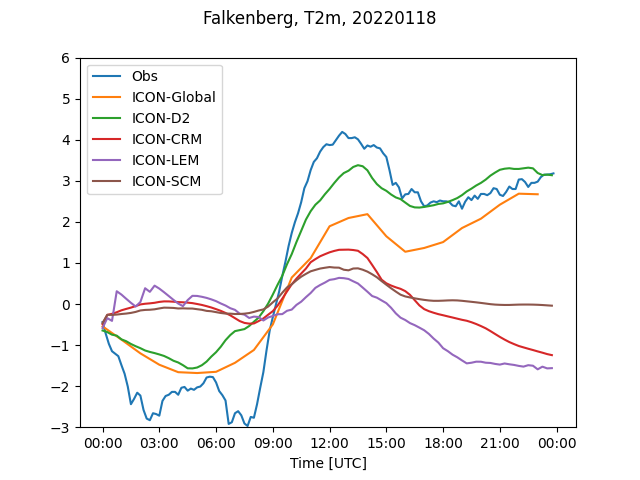 Falkenberg, T2m, 20220118
6
5
4
3
2
1
0
−1
−2
−3
Obs
ICON-Global
ICON-D2
ICON-CRM
ICON-LEM
ICON-SCM
00:00 03:00 06:00 09:00 12:00 15:00 18:00 21:00 00:00
Time [UTC]